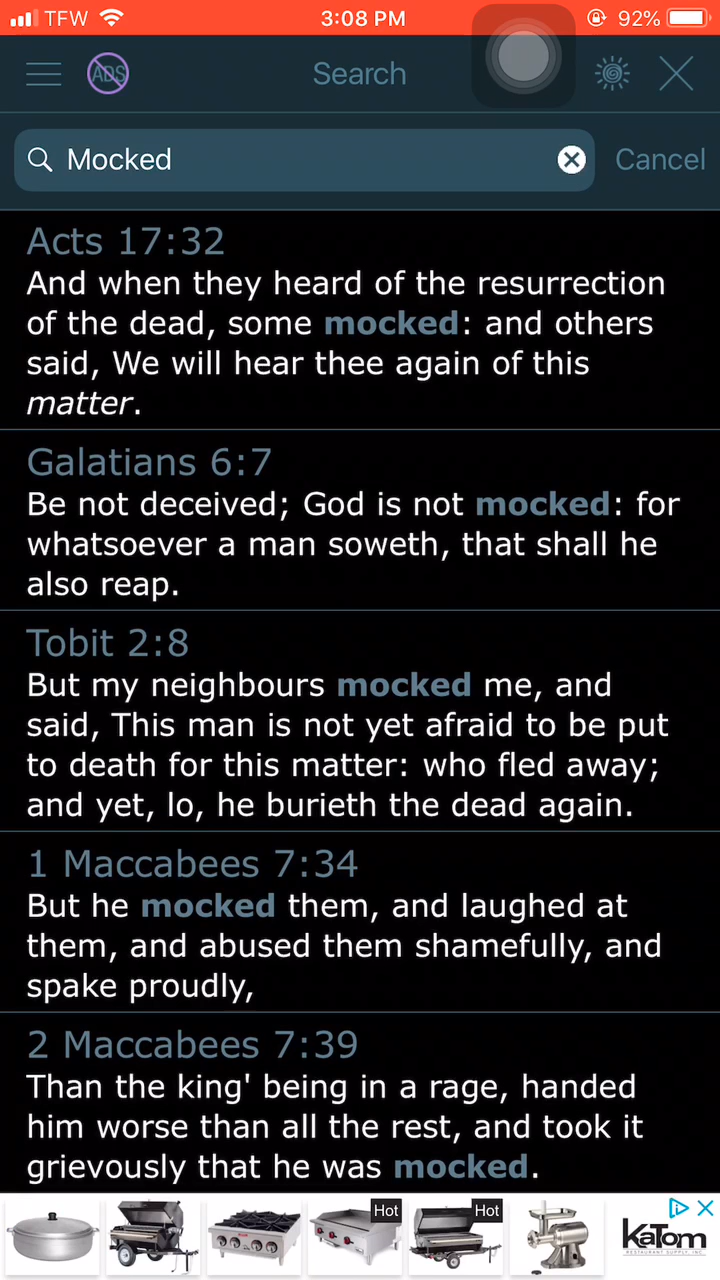 TFW 3:08 PM 92%
ADS Search
Mocked Cancel
Acts 17:32
And when they heard of the resurrection
of the dead, some mocked: and others
said, We will hear thee again of this
matter.
Galatians 6:7
Be not deceived; God is not mocked: for
whatsoever a man soweth, that shall he
also reap.
Tobit 2:8
But my neighbours mocked me, and
said, This man is not yet afraid to be put
to death for this matter: who fled away;
and yet, lo, he burieth the dead again.
1 Maccabees 7:34
But he mocked them, and laughed at
them, and abused them shamefully, and
spake proudly,
2 Maccabees 7:39
Than the king' being in a rage, handed
him worse than all the rest, and took it
grievously that he was mocked.
Hot Hot
KaTom
RESTAURANT SUPPLY, INC.